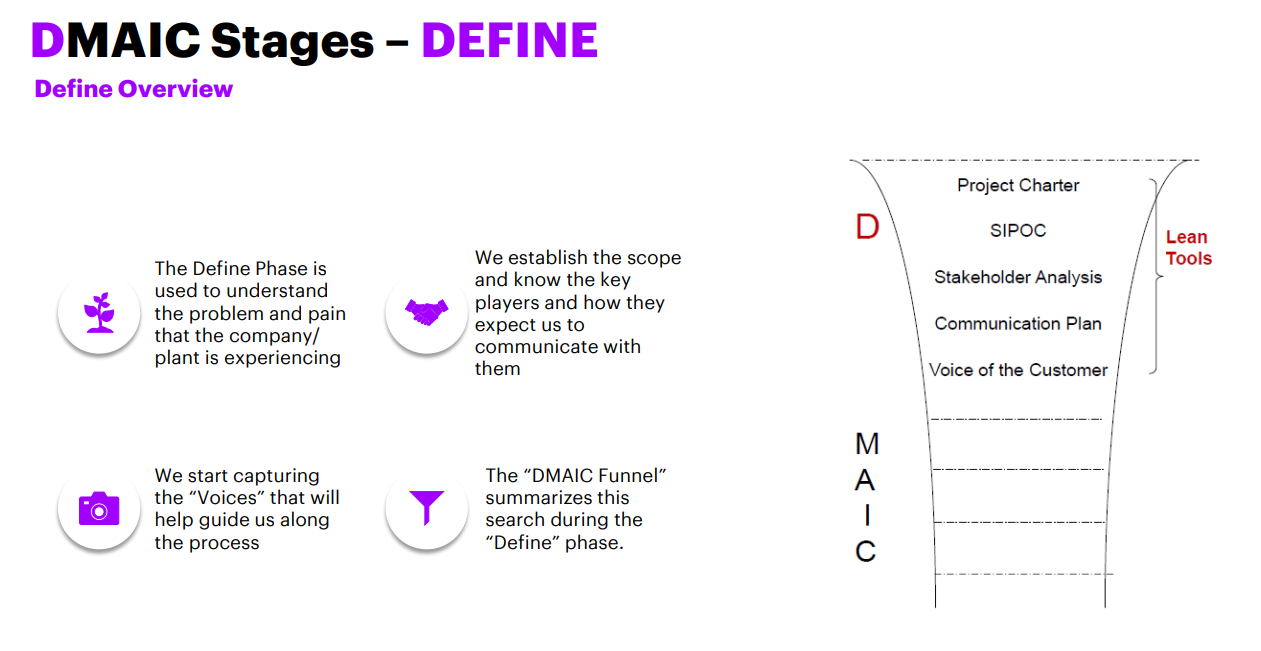 DMAIC Stages – DEFINE
Define Overview
The Define Phase is
used to understand
the problem and pain
that the company/
plant is experiencing
We establish the scope
and know the key
players and how they
expect us to
communicate with
them
We start capturing
the “Voices” that will
help guide us along
the process
The “DMAIC Funnel”
summarizes this
search during the
“Define” phase.
D
Project Charter
SIPOC
Stakeholder Analysis
Communication Plan
Voice of the Customer
Lean
Tools
M
A
I
C